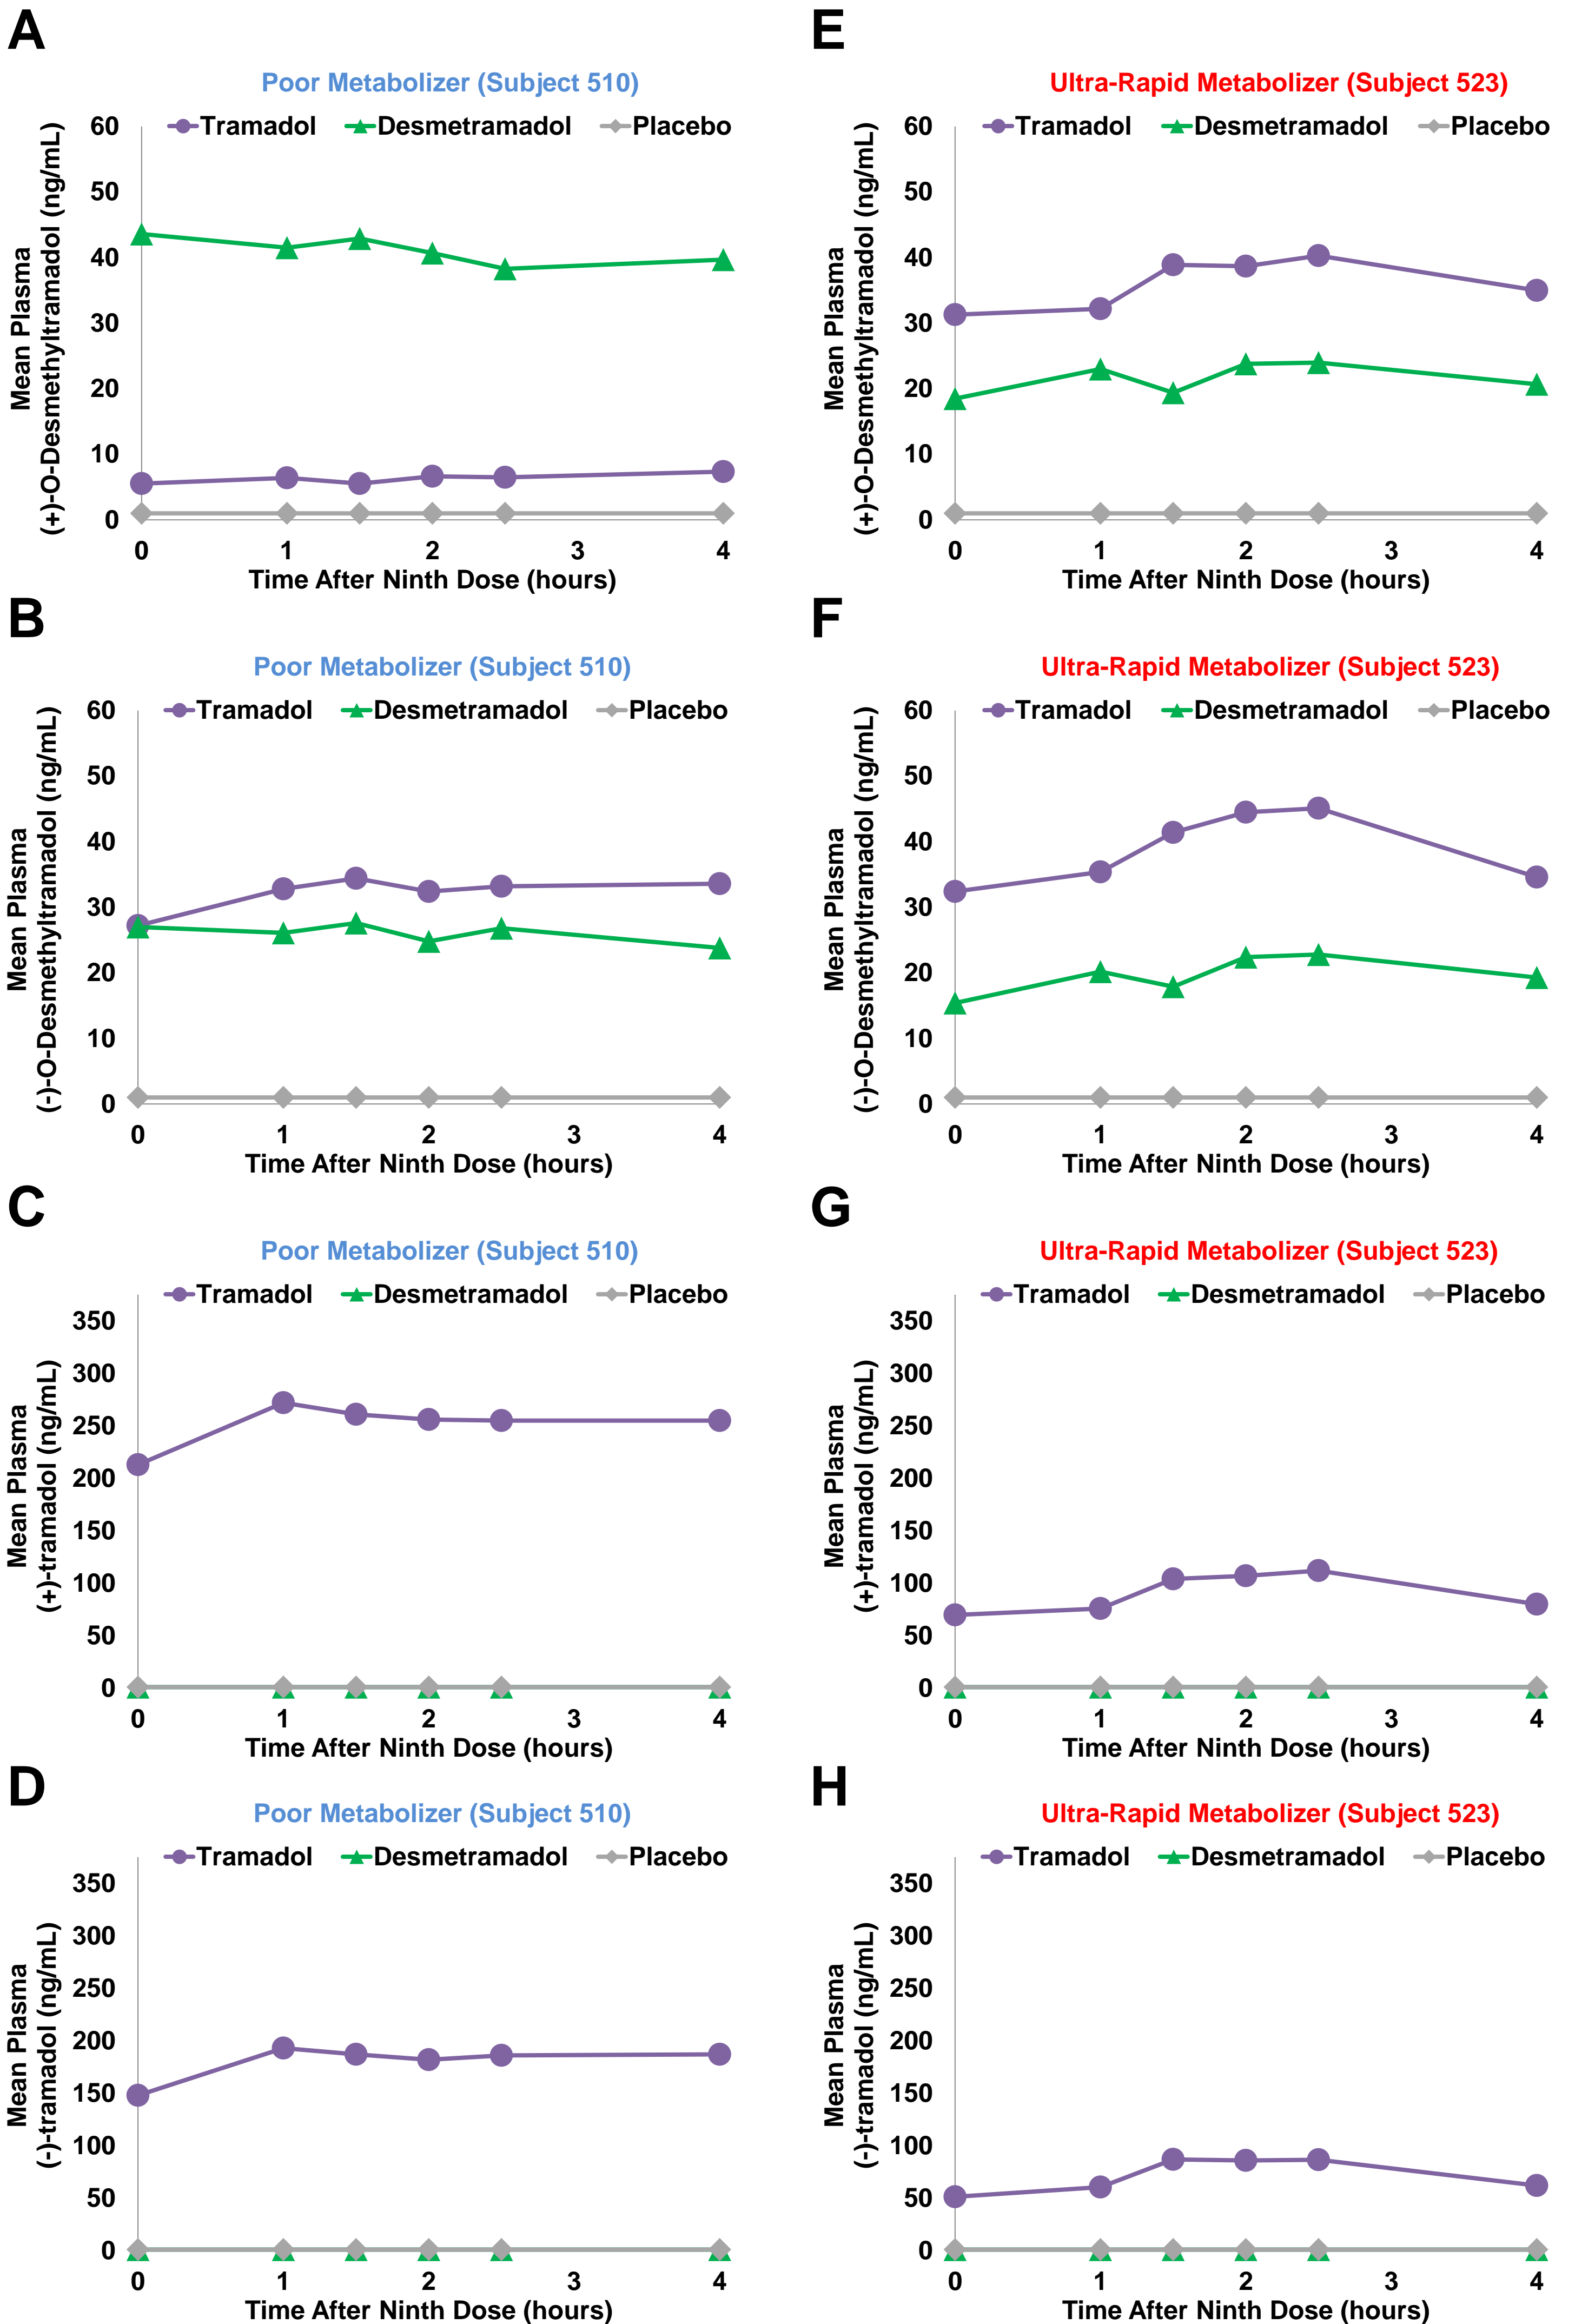 A
Poor Metabolizer (Subject 510)
Tramadol Desmetramadol Placebo
Mean Plasma
(+)-O-Desmethyltramadol (ng/mL)
60
50
40
30
20
10
0
0 1 2 3 4
Time After Ninth Dose (hours)
B
Poor Metabolizer (Subject 510)
Tramadol Desmetramadol Placebo
Mean Plasma
(-)-O-Desmethyltramadol (ng/mL)
60
50
40
30
20
10
0
0 1 2 3 4
Time After Ninth Dose (hours)
C
Poor Metabolizer (Subject 510)
Tramadol Desmetramadol Placebo
Mean Plasma
(+)-tramadol (ng/mL)
350
300
250
200
150
100
50
0
0 1 2 3 4
Time After Ninth Dose (hours)
D
Poor Metabolizer (Subject 510)
Tramadol Desmetramadol Placebo
Mean Plasma
(-)-tramadol (ng/mL)
350
300
250
200
150
100
50
0
0 1 2 3 4
Time After Ninth Dose (hours)
E
Ultra-Rapid Metabolizer (Subject 523)
Tramadol Desmetramadol Placebo
Mean Plasma
(+)-O-Desmethyltramadol (ng/mL)
60
50
40
30
20
10
0
0 1 2 3 4
Time After Ninth Dose (hours)
F
Ultra-Rapid Metabolizer (Subject 523)
Tramadol Desmetramadol Placebo
Mean Plasma
(-)-O-Desmethyltramadol (ng/mL)
60
50
40
30
20
10
0
0 1 2 3 4
Time After Ninth Dose (hours)
G
Ultra-Rapid Metabolizer (Subject 523)
Tramadol Desmetramadol Placebo
Mean Plasma
(+)-tramadol (ng/mL)
350
300
250
200
150
100
50
0
0 1 2 3 4
Time After Ninth Dose (hours)
H
Ultra-Rapid Metabolizer (Subject 523)
Tramadol Desmetramadol Placebo
Mean Plasma
(-)-tramadol (ng/mL)
350
300
250
200
150
100
50
0
0 1 2 3 4
Time After Ninth Dose (hours)